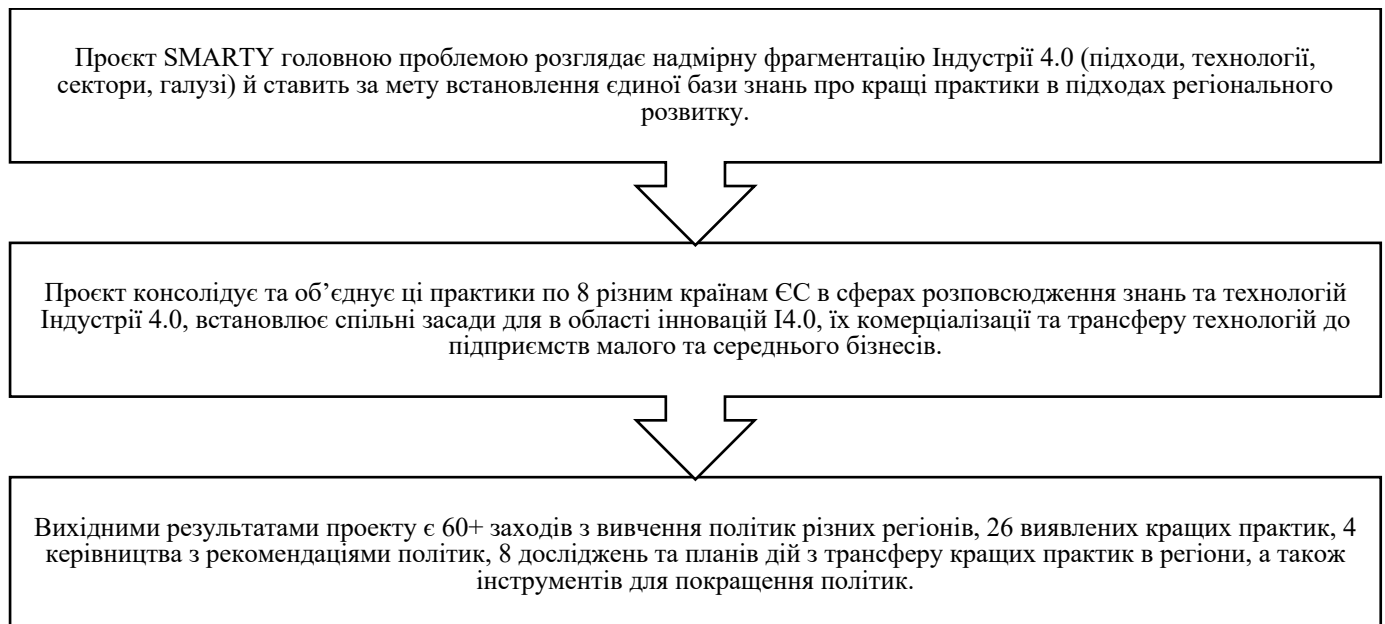 Проєкт SMARTY головною проблемою розглядає надмірну фрагментацію Індустрії 4.0 (підходи, технології,
сектори, галузі) й ставить за мету встановлення єдиної бази знань про кращі практики в підходах регіонального
розвитку.
Проєкт консолідує та об’єднує ці практики по 8 різним країнам ЄС в сферах розповсюдження знань та технологій
Індустрії 4.0, встановлює спільні засади для в області інновацій І4.0, їх комерціалізації та трансферу технологій до
підприємств малого та середнього бізнесів.
Вихідними результатами проекту є 60+ заходів з вивчення політик різних регіонів, 26 виявлених кращих практик, 4
керівництва з рекомендаціями політик, 8 досліджень та планів дій з трансферу кращих практик в регіони, а також
інструментів для покращення політик.